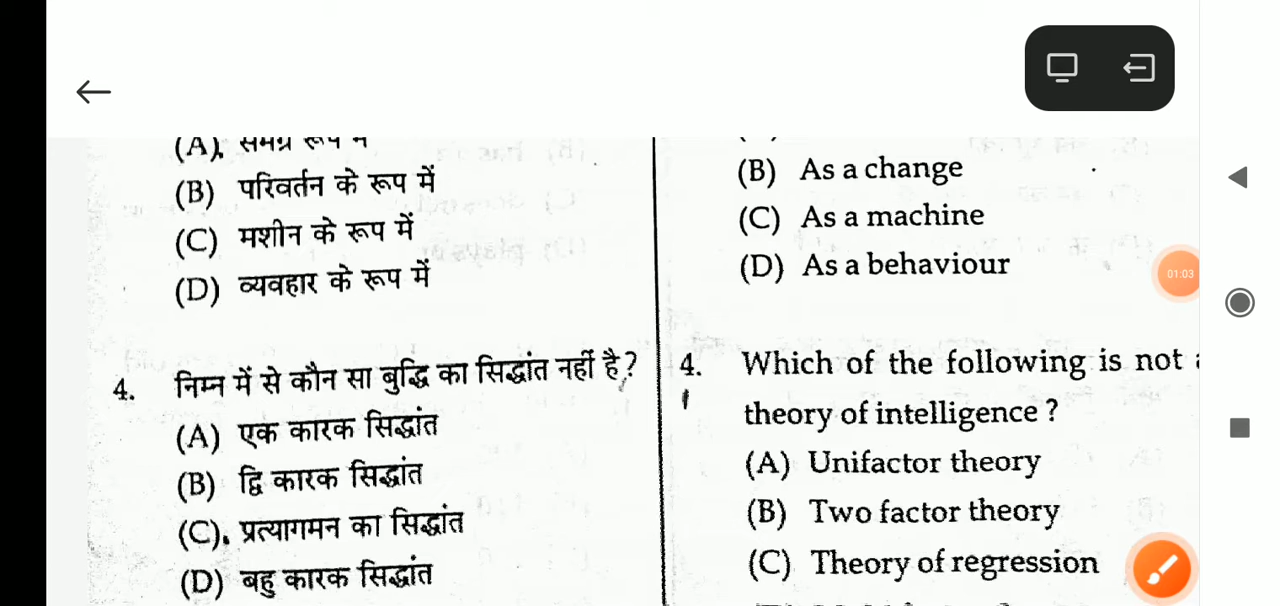 (A) समग्र रूप में
(B) परिवर्तन के रूप में
(C) मशीन के रूप में
(D) व्यवहार के रूप में
4. निम्न में से कौन सा बुद्धि का सिद्धांत नहीं है ?
(A) एक कारक सिद्धांत
(B) द्वि कारक सिद्धांत
(C) प्रत्यागमन का सिद्धांत
(D) बहु कारक सिद्धांत
(B) As a change
(C) As a machine
(D) As a behaviour
4. Which of the following is not
theory of intelligence ?
(A) Unifactor theory
(B) Two factor theory
(C) Theory of regression
01:03